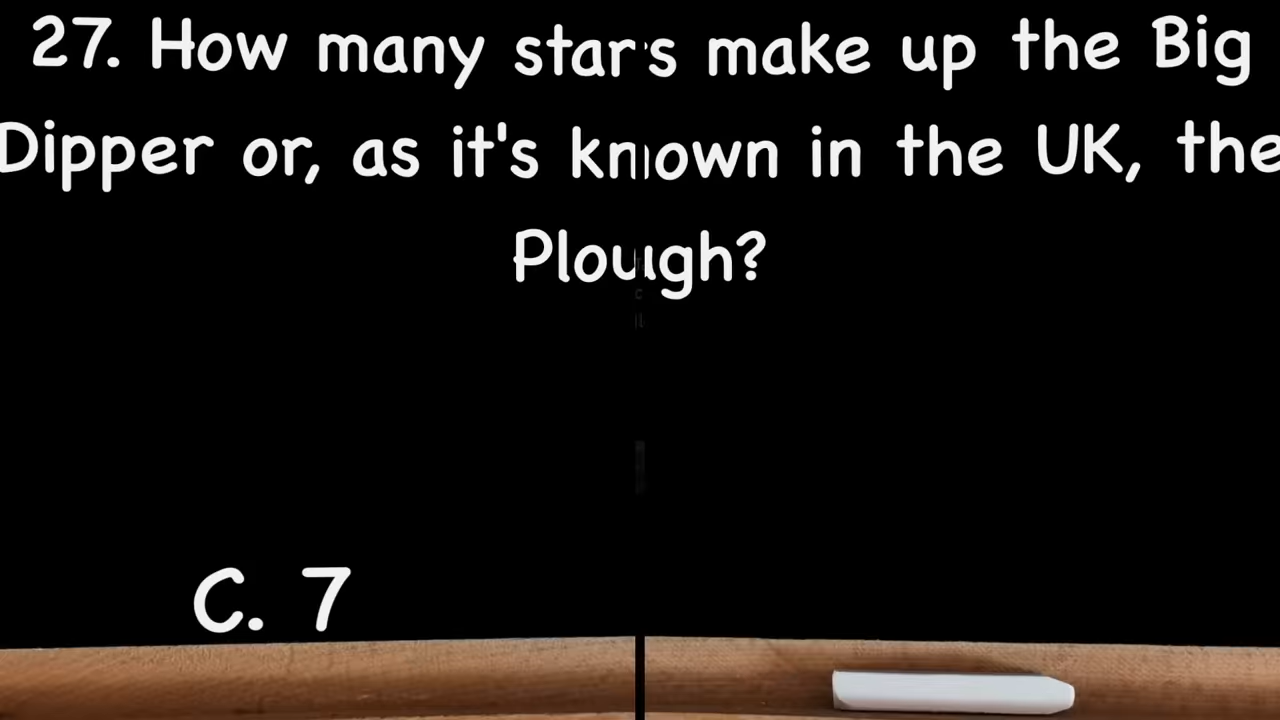 27. How many stars make up the Big
Dipper or, as it's known in the UK, the
Plough?
C. 7